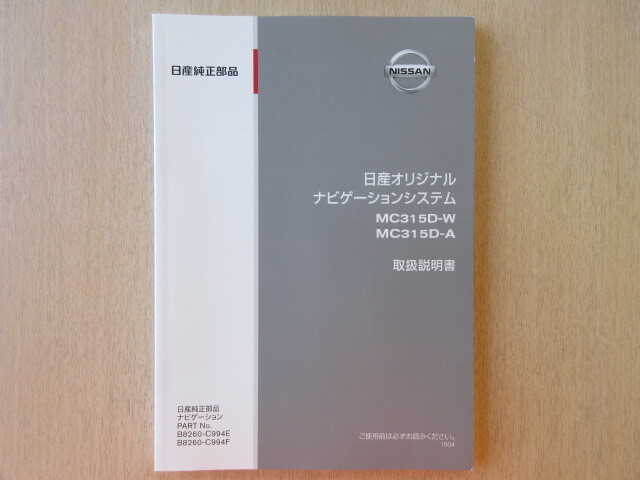 日産純正部品
NISSAN
日産オリジナル
ナビゲーションシステム
MC315D-W
MC315D-A
取扱説明書
日産純正部品
ナビゲーション
PART No.
B8260-C994E
B8260-C994F
ご使用前は必ずお読みください。
1504